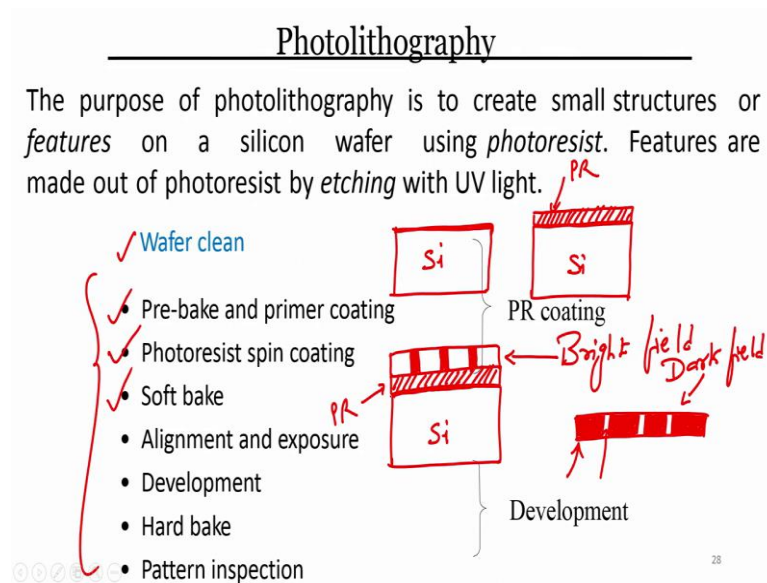 Photolithography
The purpose of photolithography is to create small structures or
features on a silicon wafer using photoresist. Features are
made out of photoresist by etching with UV light.
PR
Wafer clean
Si
Si
• Pre-bake and primer coating
PR coating
• Photoresist spin coating
Bright field
Dark field
• Soft bake
PR
Si
• Alignment and exposure
• Development
Development
• Hard bake
28
• Pattern inspection